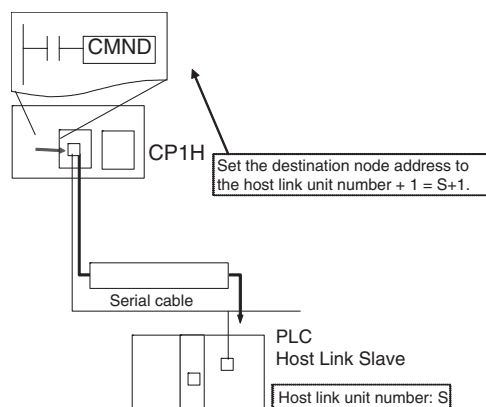 CMND
CP1H
Set the destination node address to
the host link unit number + 1 = S+1.
Serial cable
PLC
Host Link Slave
Host link unit number: S